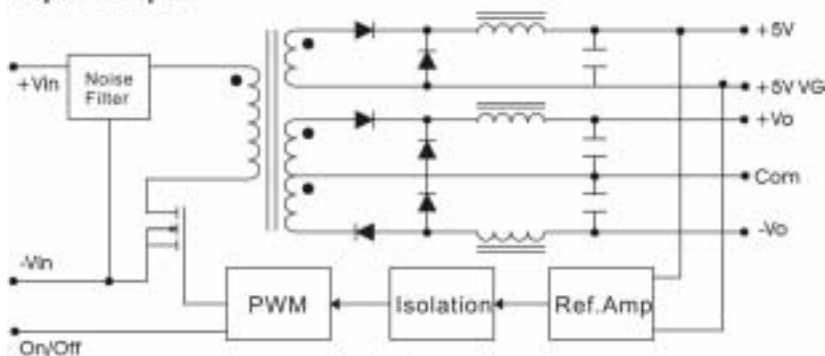 +5V
+Vin
Noise
Filter
+5V VG
+Vo
Com
-Vo
-Vin
PWM
Isolation
Ref.Amp
On/Off